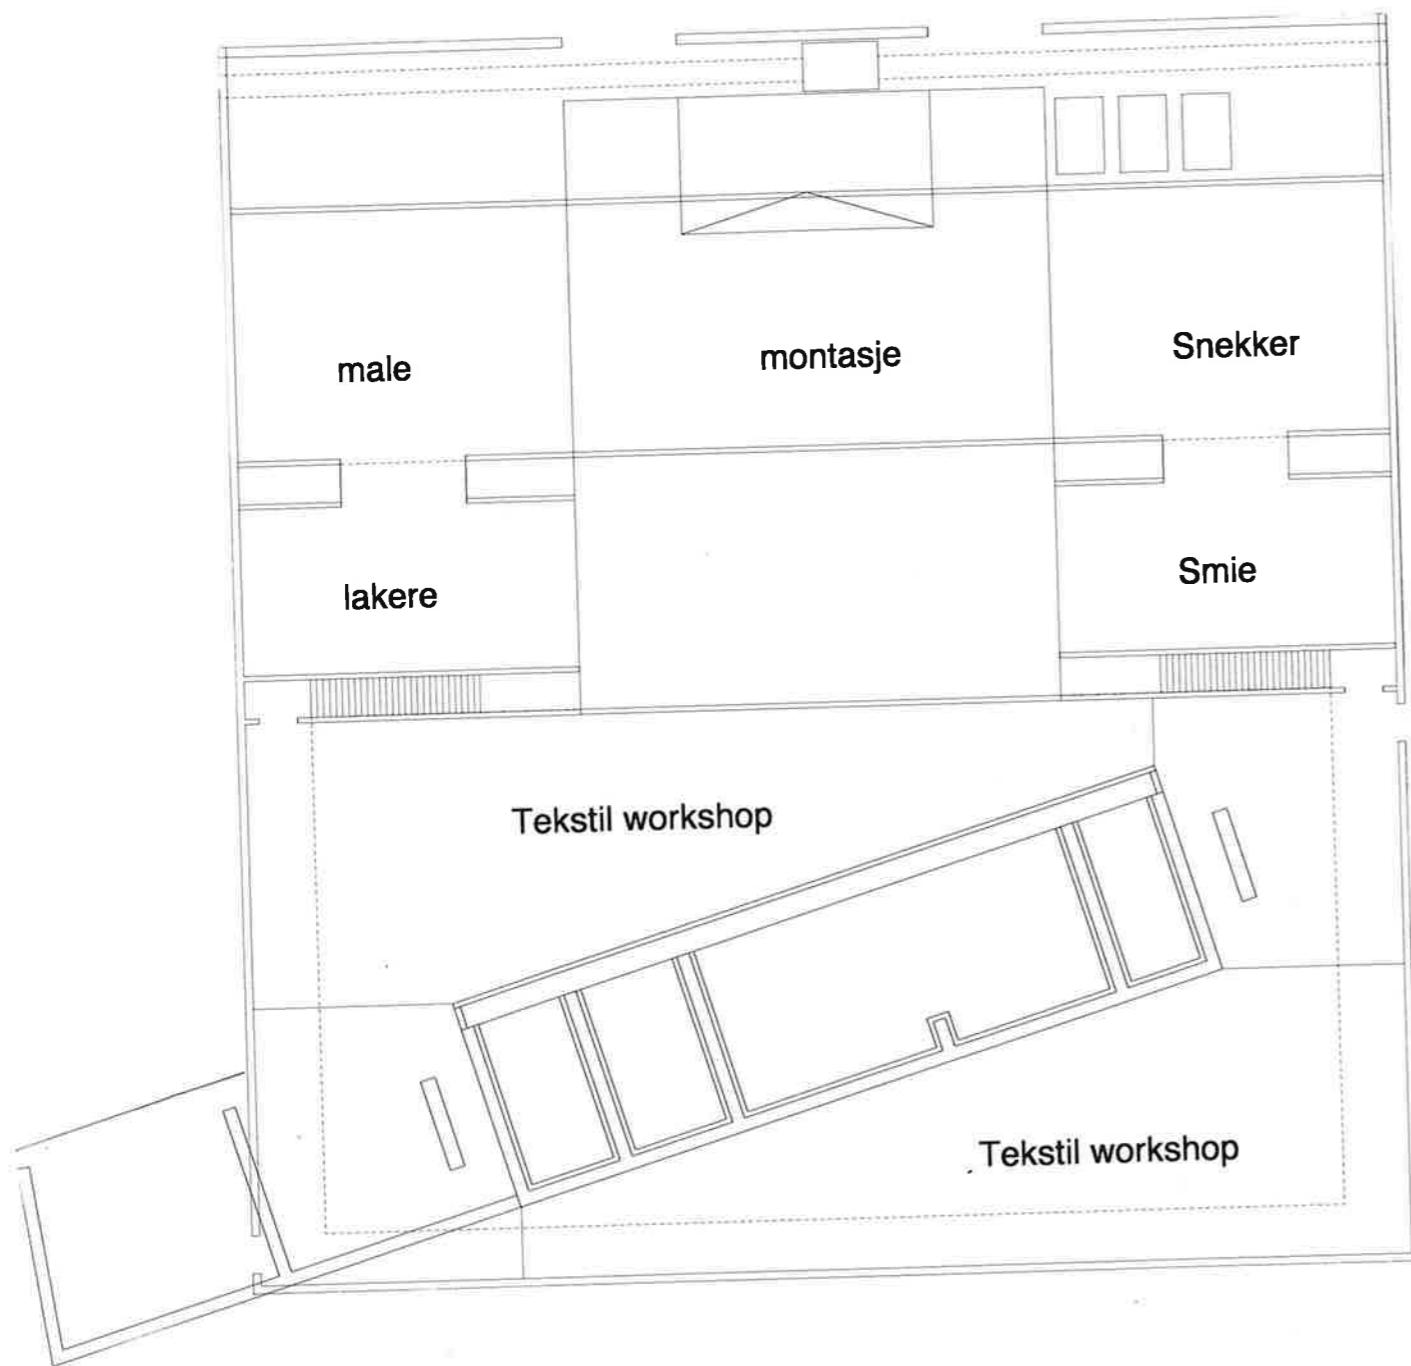 male
montasje
Snekker
lakere
Smie
Tekstil workshop
Tekstil workshop